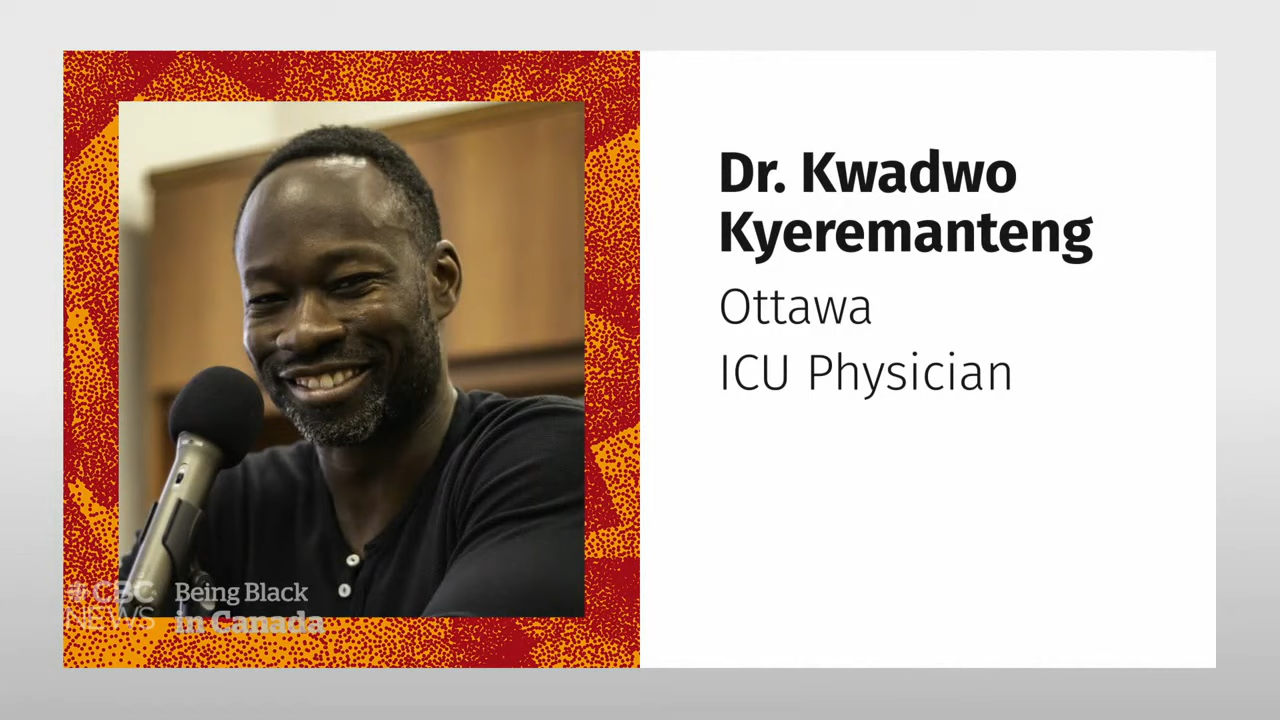 Dr. Kwadwo
Kyeremanteng
Ottawa
ICU Physician
CBC Being Black
NEWS in Canada